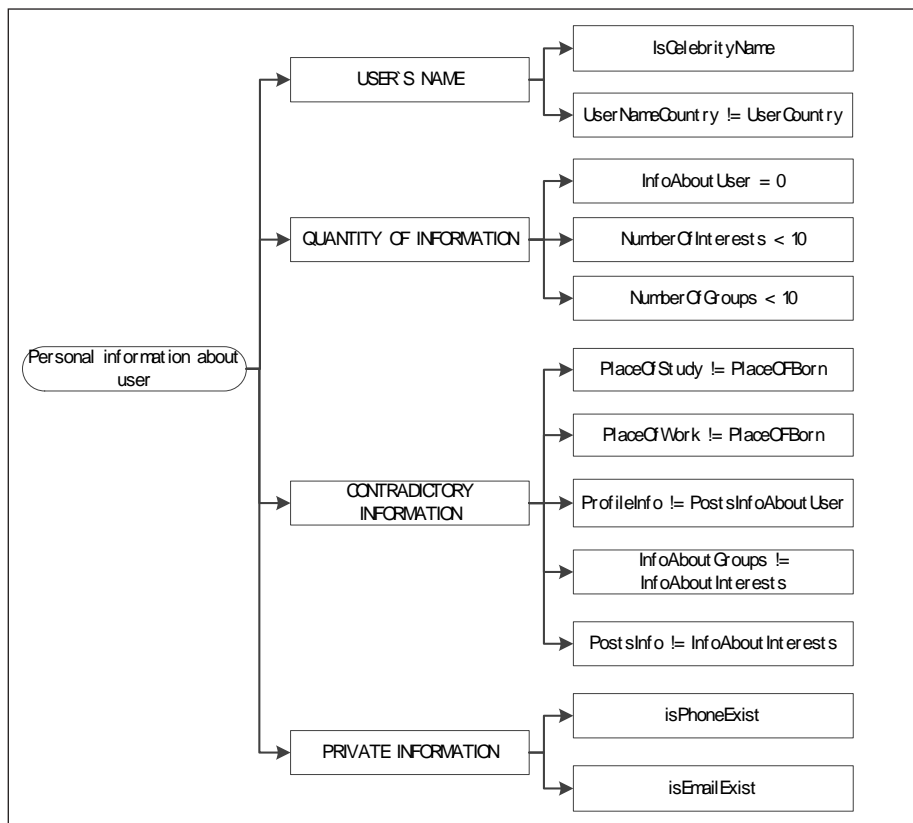 Personal information about
user
USER`S NAME
IsCelebrityName
UserNameCountry != UserCountry
QUANTITY OF INFORMATION
InfoAboutUser = 0
NumberOfInterests < 10
NumberOfGroups < 10
CONTRADICTORY
INFORMATION
PlaceOfStudy != PlaceOFBorn
PlaceOfWork != PlaceOFBorn
ProfileInfo != PostsInfoAboutUser
InfoAboutGroups !=
InfoAboutInterests
PostsInfo != InfoAboutInterests
PRIVATE INFORMATION
isPhoneExist
isEmailExist